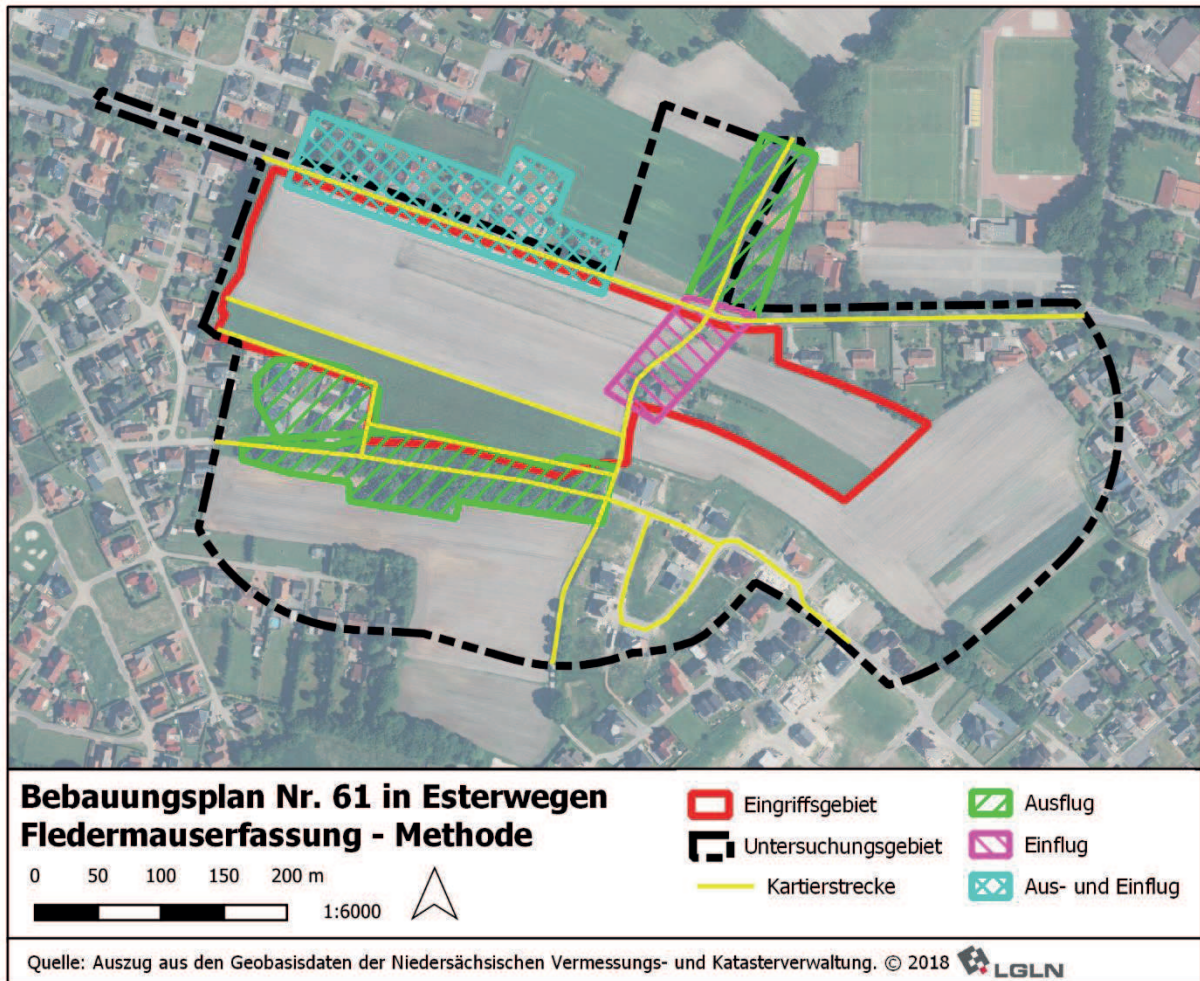 Bebauungsplan Nr. 61 in Esterwegen
Fledermauserfassung - Methode
0 50 100 150 200 m
1:6000
Eingriffsgebiet
Untersuchungsgebiet
Kartierstrecke
Ausflug
Einflug
Aus- und Einflug
Quelle: Auszug aus den Geobasisdaten der Niedersächsischen Vermessungs- und Katasterverwaltung. © 2018 LGLN